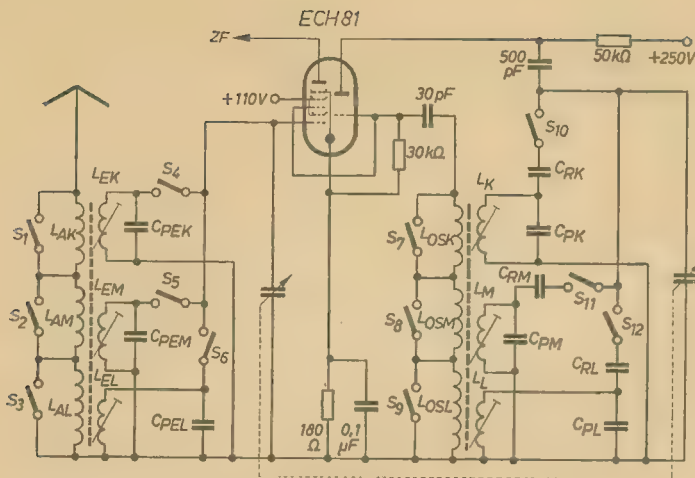 ECH81
ZF
+110V
500 pF
50kΩ
+250V
30pF
S10
30kΩ
CRK
LEK
S4
LK
S1
LAK
CPEK
S7
LOSK
CPK
LEM
S5
CRM
S11
S2
LAM
CPEM
S6
S8
LOSM
LM
CPM
S12
CRL
LEL
LL
S3
LAL
CPEL
S9
LOSL
CPL
180 Ω
0,1 µF